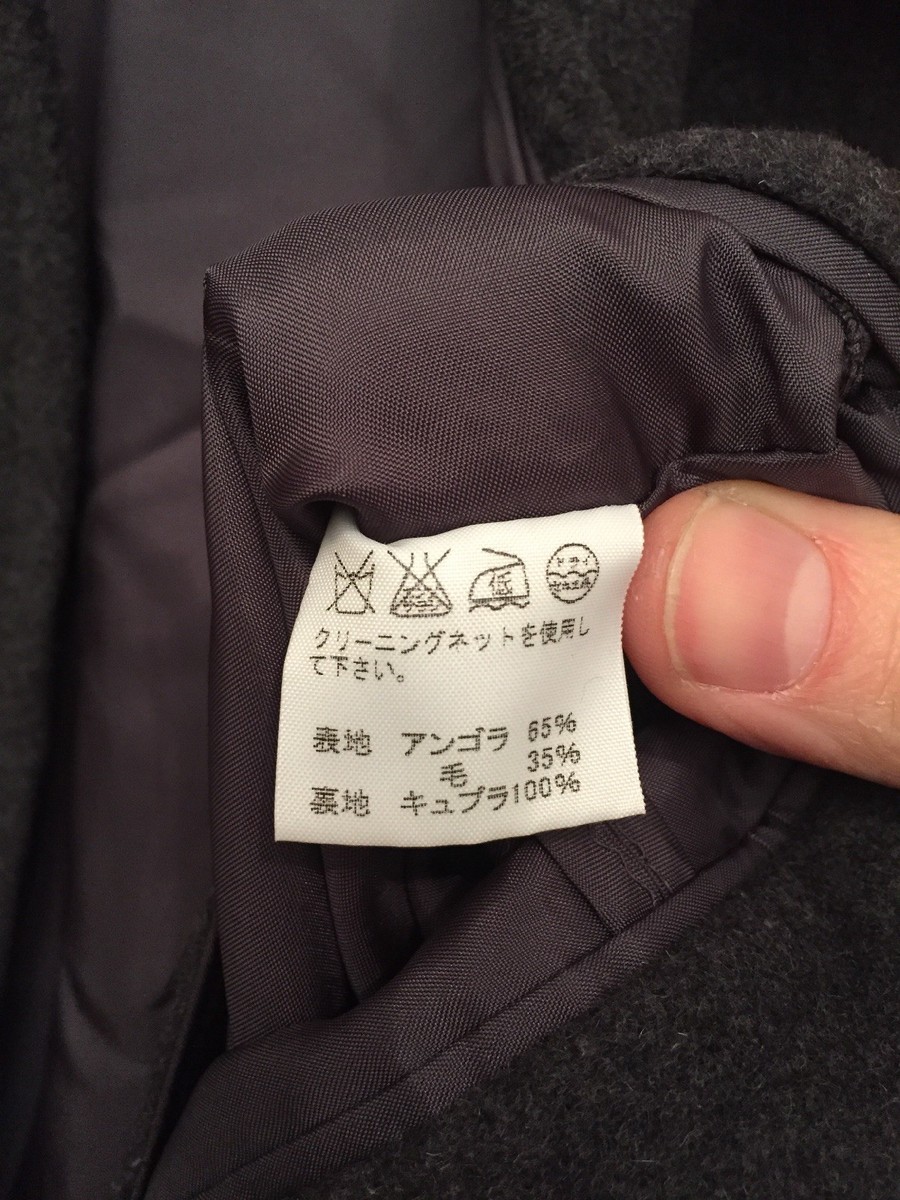 低
クリーニングネットを使用し
て下さい。
表地 アンゴラ 65%
毛 35%
裏地 キュプラ100%